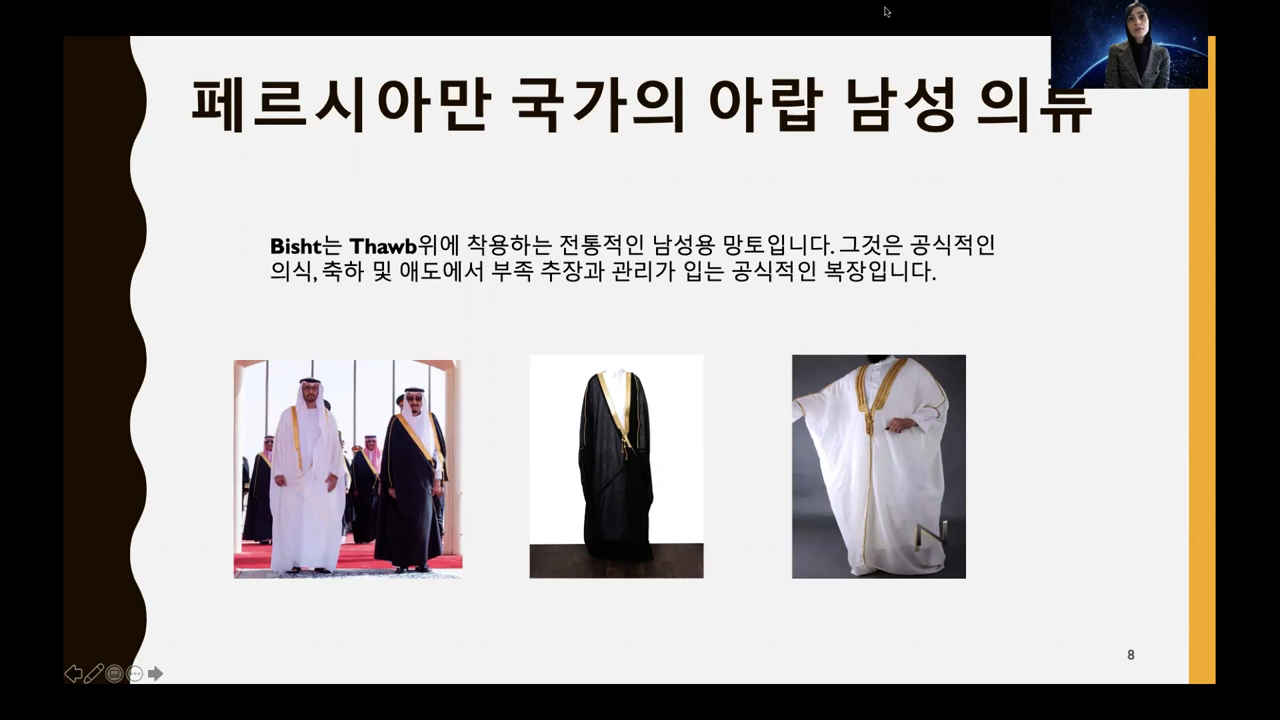 페르시아만 국가의 아랍 남성 의류
Bisht는 Thawb위에 착용하는 전통적인 남성용 망토입니다. 그것은 공식적인
의식, 축하 및 애도에서 부족 추장과 관리가 입는 공식적인 복장입니다.
N
8